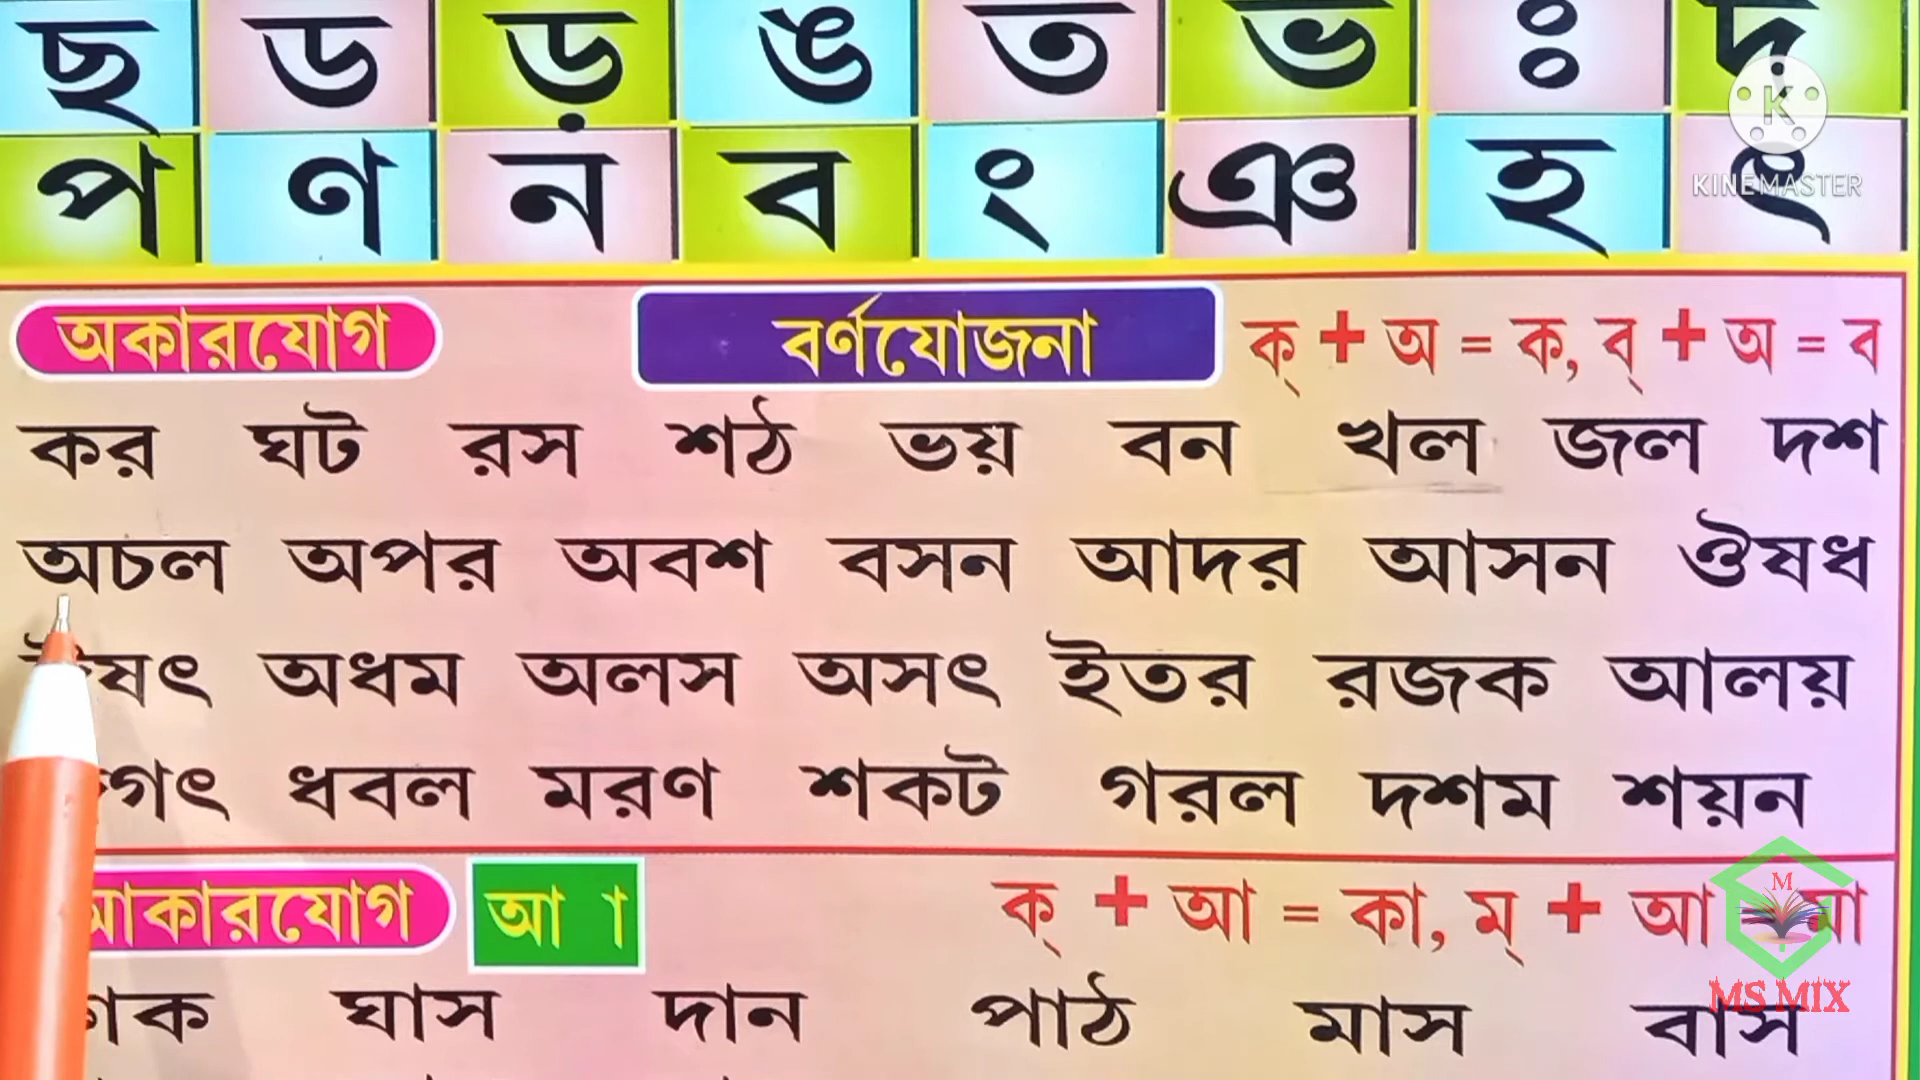 ছ ড ড় ঙ ত ভ ঃ দ
প ণ ন ব ং ঞ হ ৎ
KINEMASTER
অকারযোগ বর্ণযোজনা ক্ + অ = ক, ব্ + অ = ব
কর ঘট রস শঠ ভয় বন খল জল দশ
অচল অপর অবশ বসন আদর আসন ঔষধ
অধম অলস অসৎ ইতর রজক আলয়
ধবল মরণ শকট গরল দশম শয়ন
আকারযোগ আ া ক্ + আ = কা, ম্ + আ মা
ঘাস দান পাঠ মাস বাস
M
MS MIX